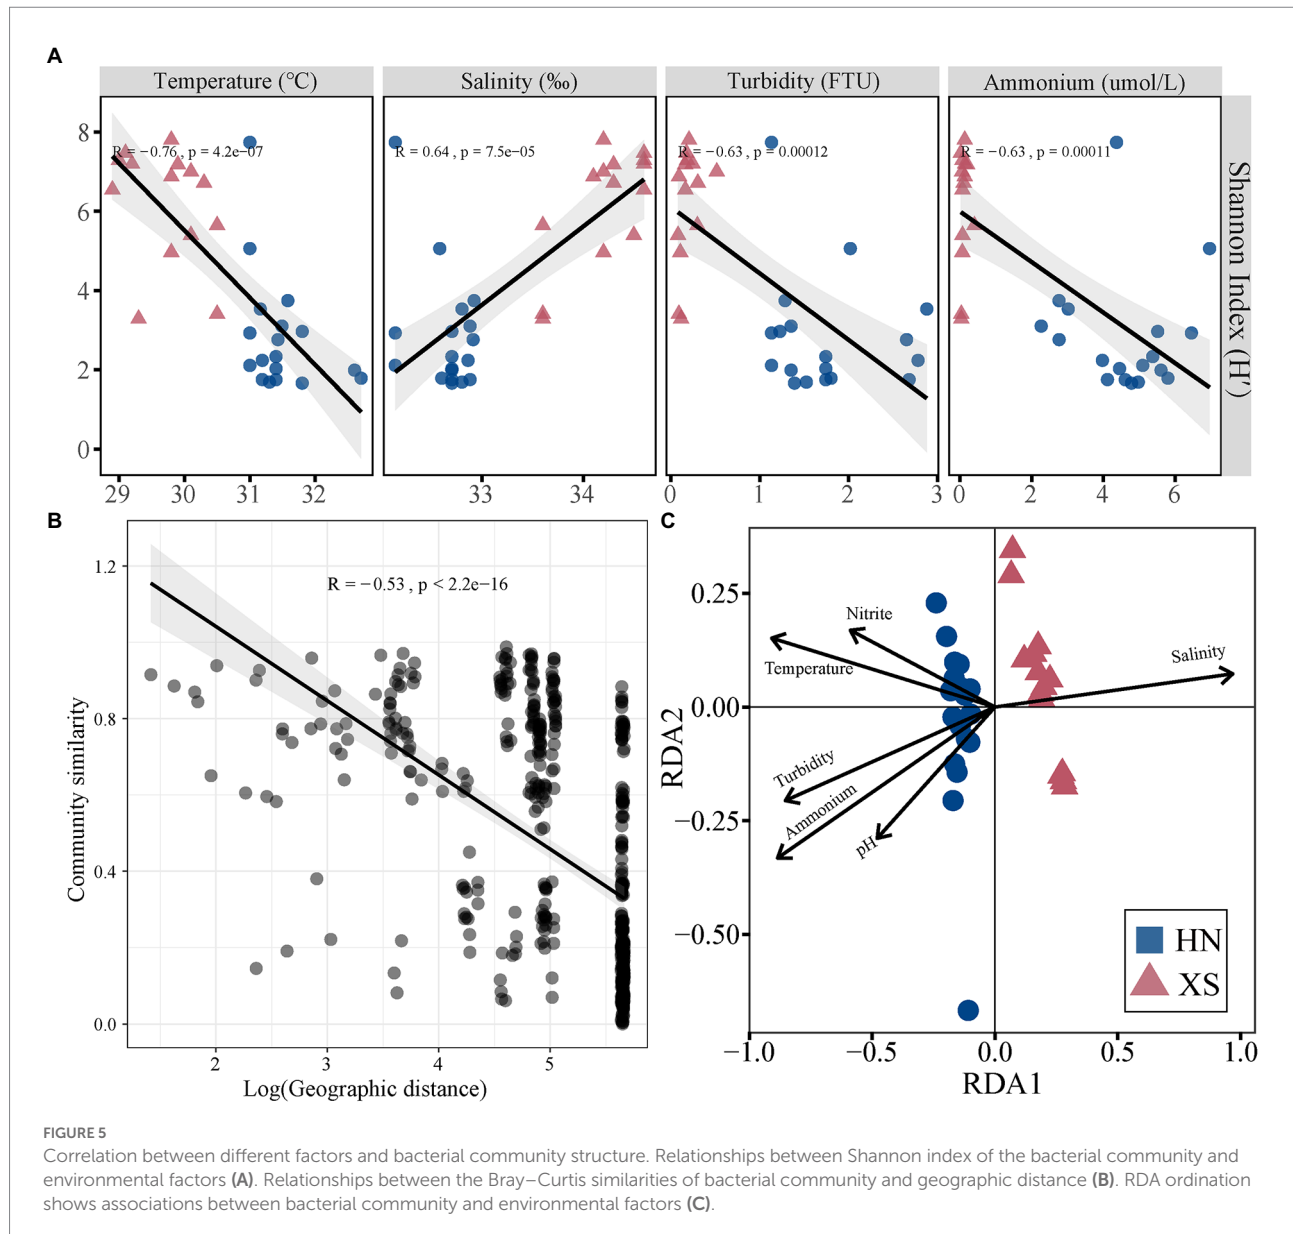 A
Temperature (℃)
Salinity (‰)
Turbidity (FTU)
Ammonium (umol/L)
R = −0.76 , p = 4.2e−07
R = 0.64 , p = 7.5e−05
R = −0.63 , p = 0.00012
R = −0.63 , p = 0.00011
8
6
4
2
0
Shannon Index (H′)
29 30 31 32
33 34
0 1 2 3
0 2 4 6
B
R = −0.53 , p < 2.2e−16
1.2
0.8
0.4
0.0
Community similarity
2 3 4 5
Log(Geographic distance)
C
0.25
0.00
−0.25
−0.50
RDA2
Nitrite
Temperature
Salinity
Turbidity
Ammonium
pH
HN
XS
−1.0 −0.5 0.0 0.5 1.0
RDA1
FIGURE 5
Correlation between different factors and bacterial community structure. Relationships between Shannon index of the bacterial community and
environmental factors (A). Relationships between the Bray–Curtis similarities of bacterial community and geographic distance (B). RDA ordination
shows associations between bacterial community and environmental factors (C).